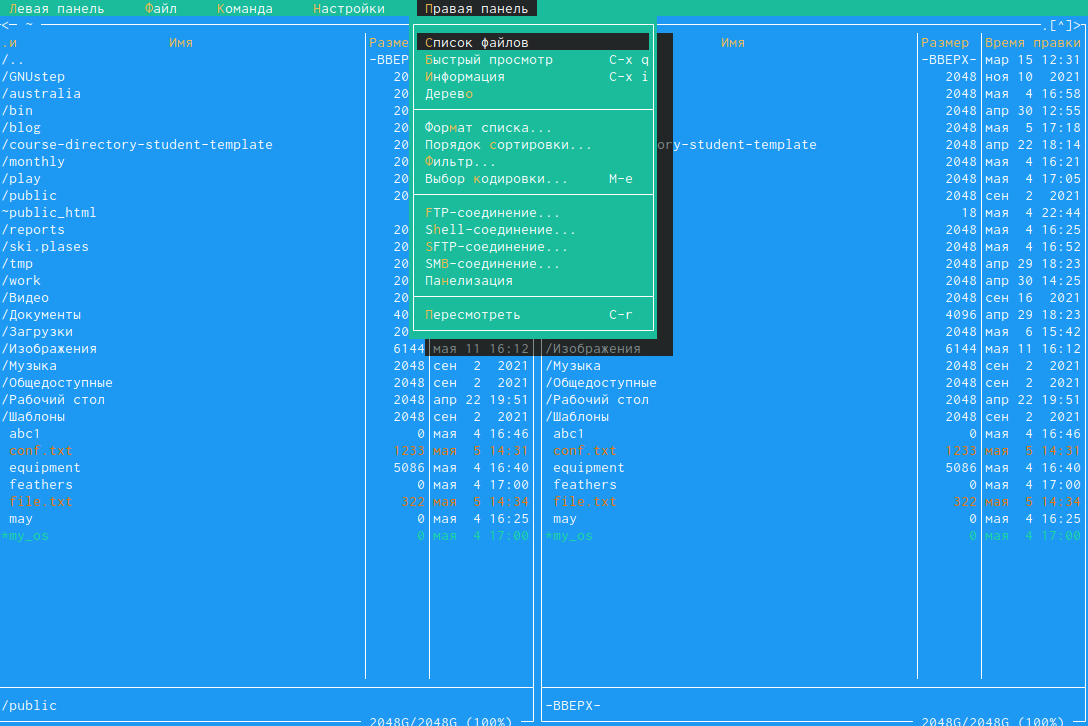 Левая панель Файл Команда Настройки Правая панель
<— ~ .[^]>
.и Имя Разме Имя Размер Время правки
Список файлов
/.. -ВВЕР Быстрый просмотр C-x q -ВВЕРХ- мар 15 12:31
/GNUstep 20 Информация C-x i 2048 ноя 10 2021
/australia 20 Дерево 2048 мая 4 16:58
/bin 20 2048 апр 30 12:55
/blog 20 Формат списка... 2048 мая 5 17:18
/course-directory-student-template 20 Порядок сортировки... ory-student-template 2048 апр 22 18:14
/monthly 20 Фильтр... 2048 мая 4 16:21
/play 20 Выбор кодировки... M-e 2048 мая 4 17:05
/public 20 2048 сен 2 2021
~public_html FTP-соединение... 18 мая 4 22:44
/reports 20 Shell-соединение... 2048 мая 4 16:25
/ski.plases 20 SFTP-соединение... 2048 мая 4 16:52
/tmp 20 SMB-соединение... 2048 апр 29 18:23
/work 20 Панелизация 2048 апр 30 14:25
/Видео 20 2048 сен 16 2021
/Документы 40 Пересмотреть C-r 4096 апр 29 18:23
/Загрузки 20 2048 мая 6 15:42
/Изображения 6144 мая 11 16:12 /Изображения 6144 мая 11 16:12
/Музыка 2048 сен 2 2021 /Музыка 2048 сен 2 2021
/Общедоступные 2048 сен 2 2021 /Общедоступные 2048 сен 2 2021
/Рабочий стол 2048 апр 22 19:51 /Рабочий стол 2048 апр 22 19:51
/Шаблоны 2048 сен 2 2021 /Шаблоны 2048 сен 2 2021
abc1 0 мая 4 16:46 abc1 0 мая 4 16:46
conf.txt 1233 мая 5 14:31 conf.txt 1233 мая 5 14:31
equipment 5086 мая 4 16:40 equipment 5086 мая 4 16:40
feathers 0 мая 4 17:00 feathers 0 мая 4 17:00
file.txt 322 мая 5 14:34 file.txt 322 мая 5 14:34
may 0 мая 4 16:25 may 0 мая 4 16:25
*my_os 0 мая 4 17:00 *my_os 0 мая 4 17:00
/public -ВВЕРХ-
2048G/2048G (100%) 2048G/2048G (100%)